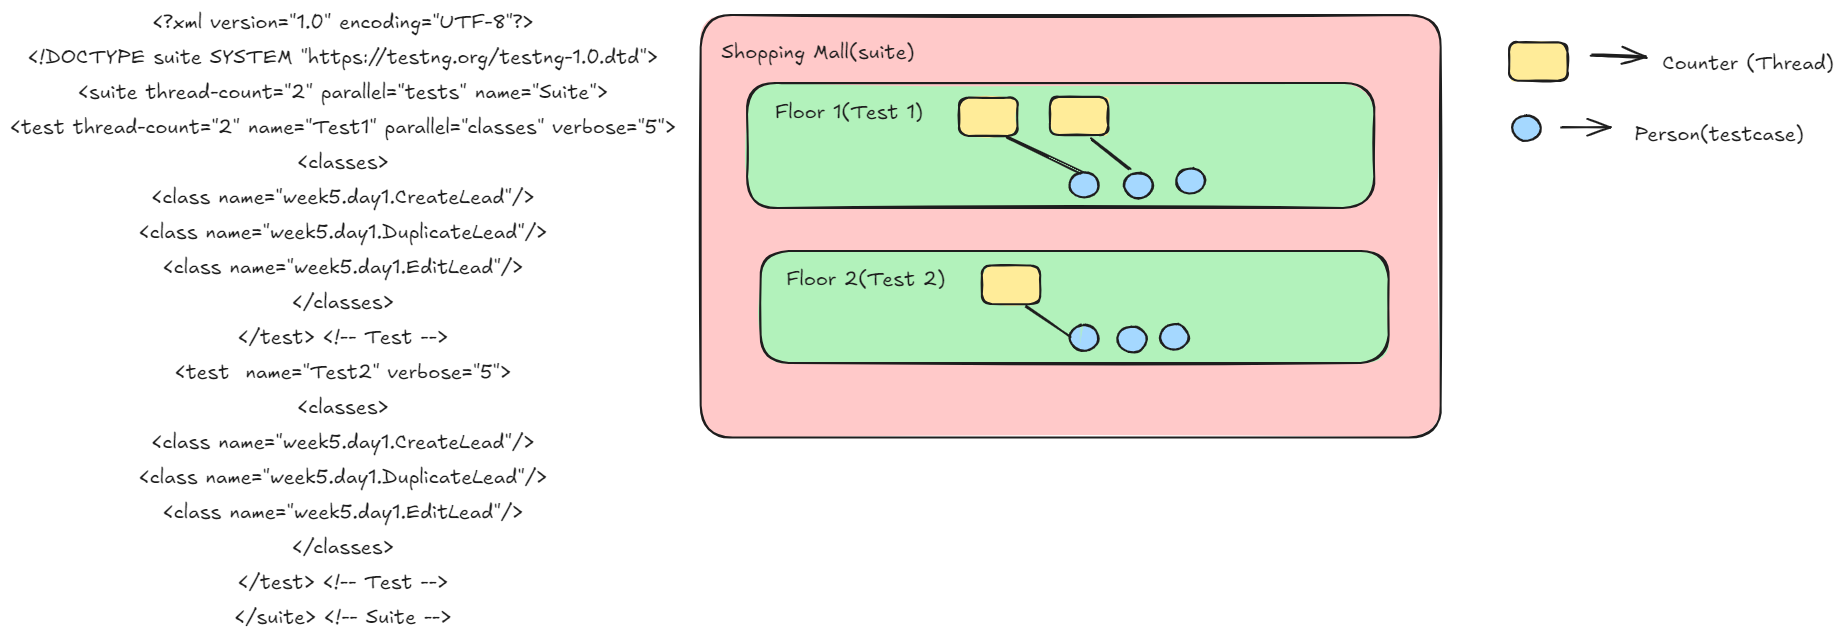 <?xml version="1.0" encoding="UTF-8"?>
<!DOCTYPE suite SYSTEM "https://testng.org/testng-1.0.dtd">
<suite thread-count="2" parallel="tests" name="Suite">
<test thread-count="2" name="Test1" parallel="classes" verbose="5">
<classes>
<class name="week5.day1.CreateLead"/>
<class name="week5.day1.DuplicateLead"/>
<class name="week5.day1.EditLead"/>
</classes>
</test> <!-- Test -->
<test  name="Test2" verbose="5">
<classes>
<class name="week5.day1.CreateLead"/>
<class name="week5.day1.DuplicateLead"/>
<class name="week5.day1.EditLead"/>
</classes>
</test> <!-- Test -->
</suite> <!-- Suite -->
Shopping Mall(suite)
Floor 1(Test 1)
Floor 2(Test 2)
Counter (Thread)
Person(testcase)